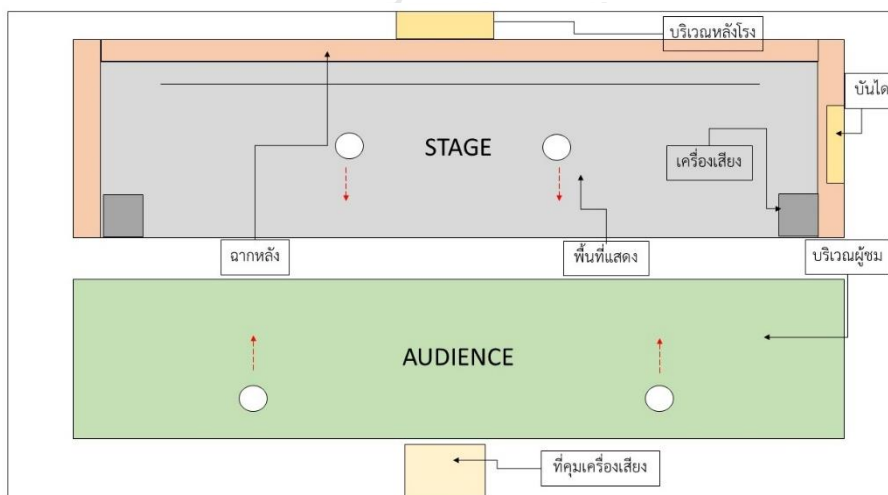 บริเวณหลังโรง
บันได
STAGE
เครื่องเสียง
ฉากหลัง
พื้นที่แสดง
บริเวณผู้ชม
AUDIENCE
ที่คุมเครื่องเสียง